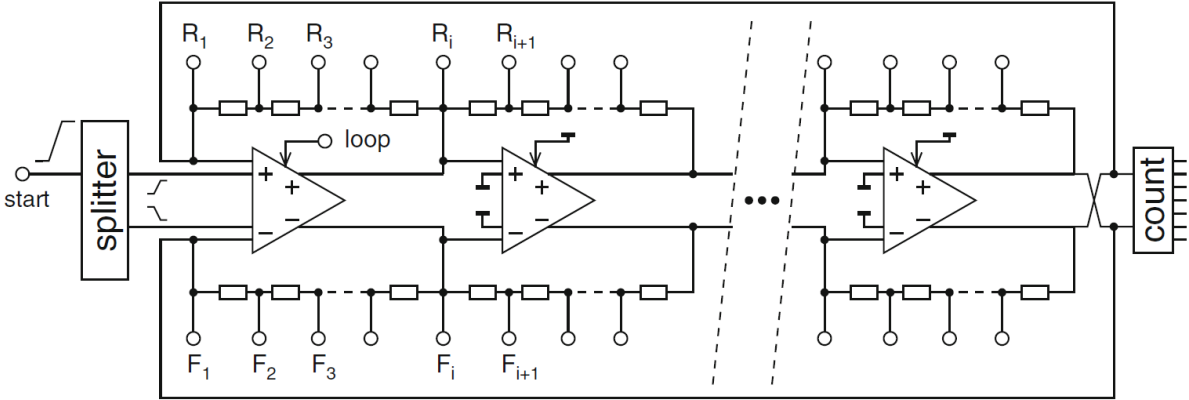 R1 R2 R3 Ri Ri+1
loop
start
splitter
+ + −
−
+ + −
−
+ + −
−
count
F1 F2 F3 Fi Fi+1